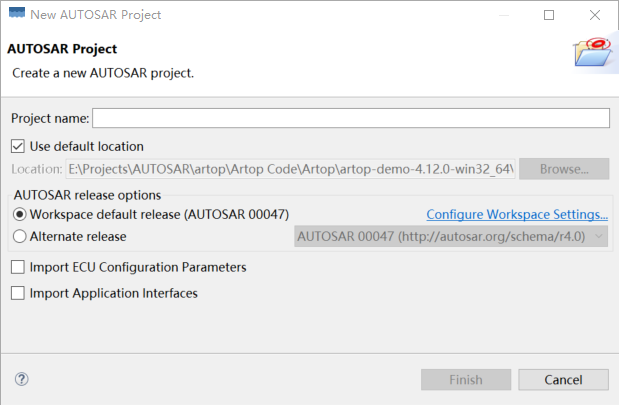 New AUTOSAR Project
AUTOSAR Project
Create a new AUTOSAR project.
Project name:
Use default location
Location: E:\Projects\AUTOSAR\artop\Artop Code\Artop\artop-demo-4.12.0-win32_64\ Browse...
AUTOSAR release options
Workspace default release (AUTOSAR 00047) Configure Workspace Settings...
Alternate release AUTOSAR 00047 (http://autosar.org/schema/r4.0)
Import ECU Configuration Parameters
Import Application Interfaces
? Finish Cancel